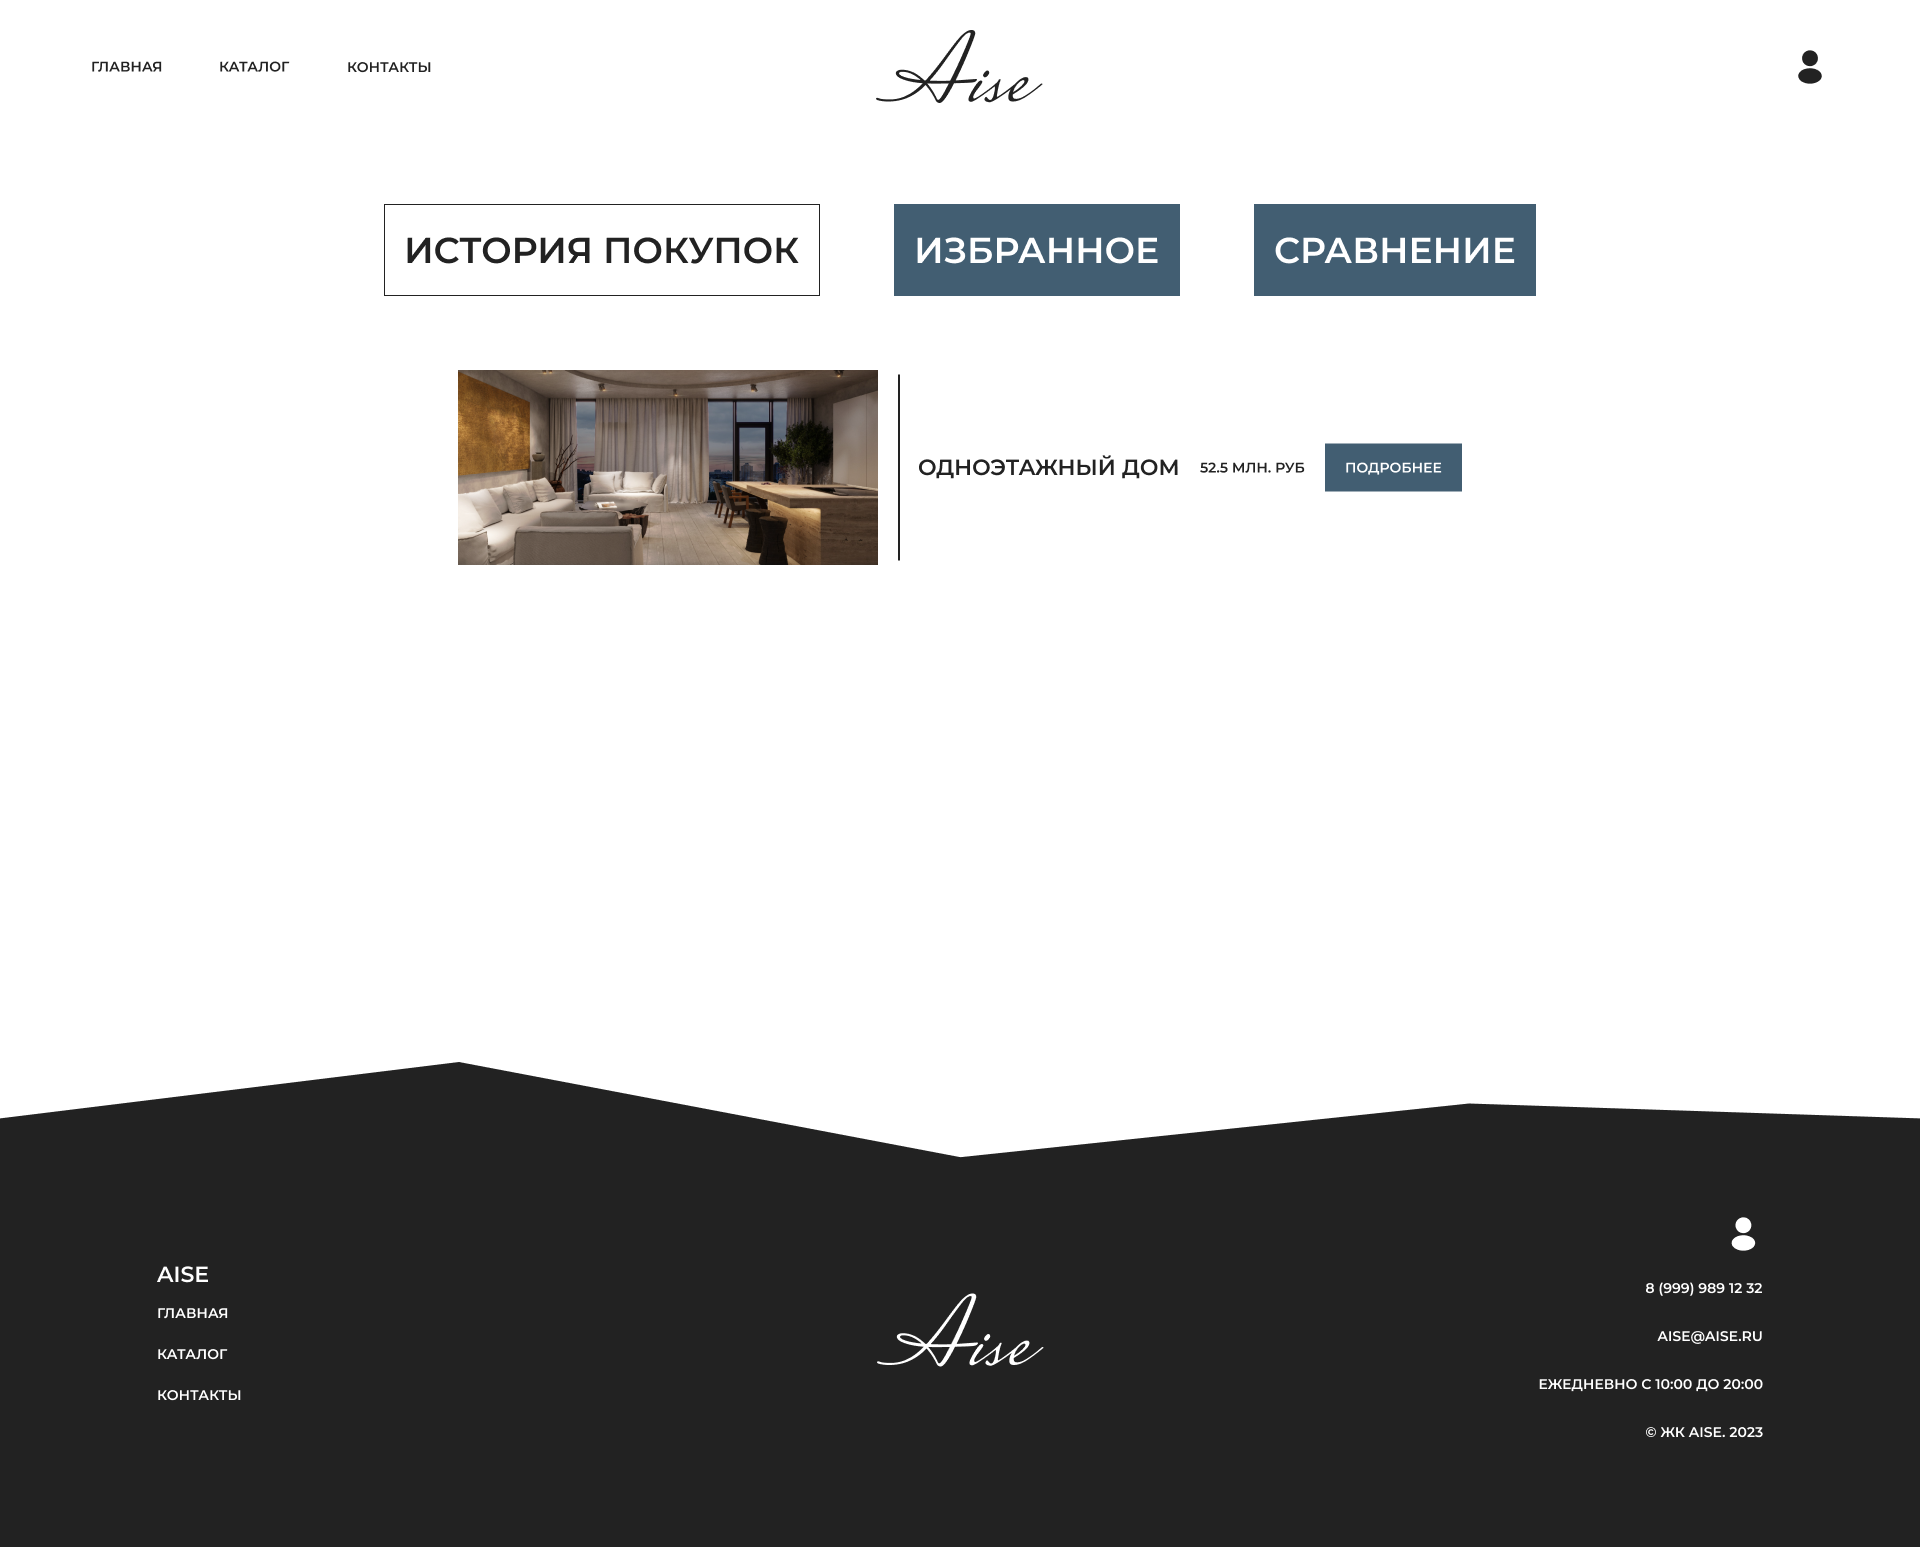 ГЛАВНАЯ КАТАЛОГ КОНТАКТЫ Aise
ИСТОРИЯ ПОКУПОК ИЗБРАННОЕ СРАВНЕНИЕ
ОДНОЭТАЖНЫЙ ДОМ 52.5 МЛН. РУБ ПОДРОБНЕЕ
AISE
ГЛАВНАЯ
КАТАЛОГ
КОНТАКТЫ
Aise
8 (999) 989 12 32
AISE@AISE.RU
ЕЖЕДНЕВНО С 10:00 ДО 20:00
© ЖК AISE. 2023